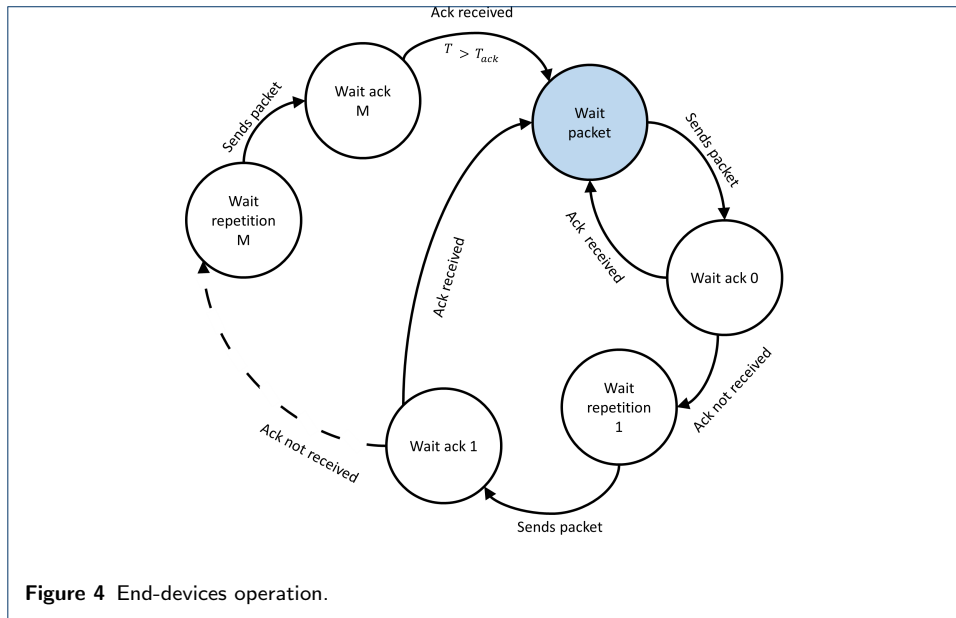 Ack received
T > T_ack
Wait ack
M
Wait
packet
Sends packet
Sends packet
Wait
repetition
M
Ack received
Ack received
Wait ack 0
Wait
repetition
1
Ack not received
Ack not received
Wait ack 1
Sends packet
Figure 4 End-devices operation.